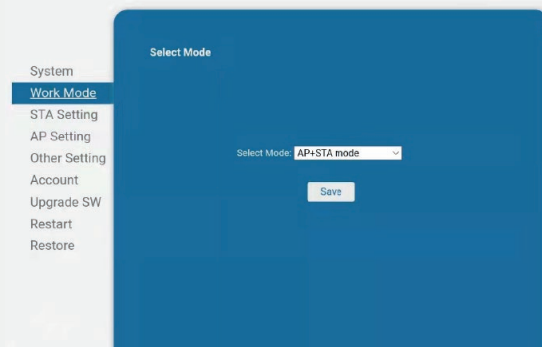 Select Mode
System
Work Mode
STA Setting
AP Setting
Other Setting
Account
Upgrade SW
Restart
Restore
Select Mode: AP+STA mode
Save